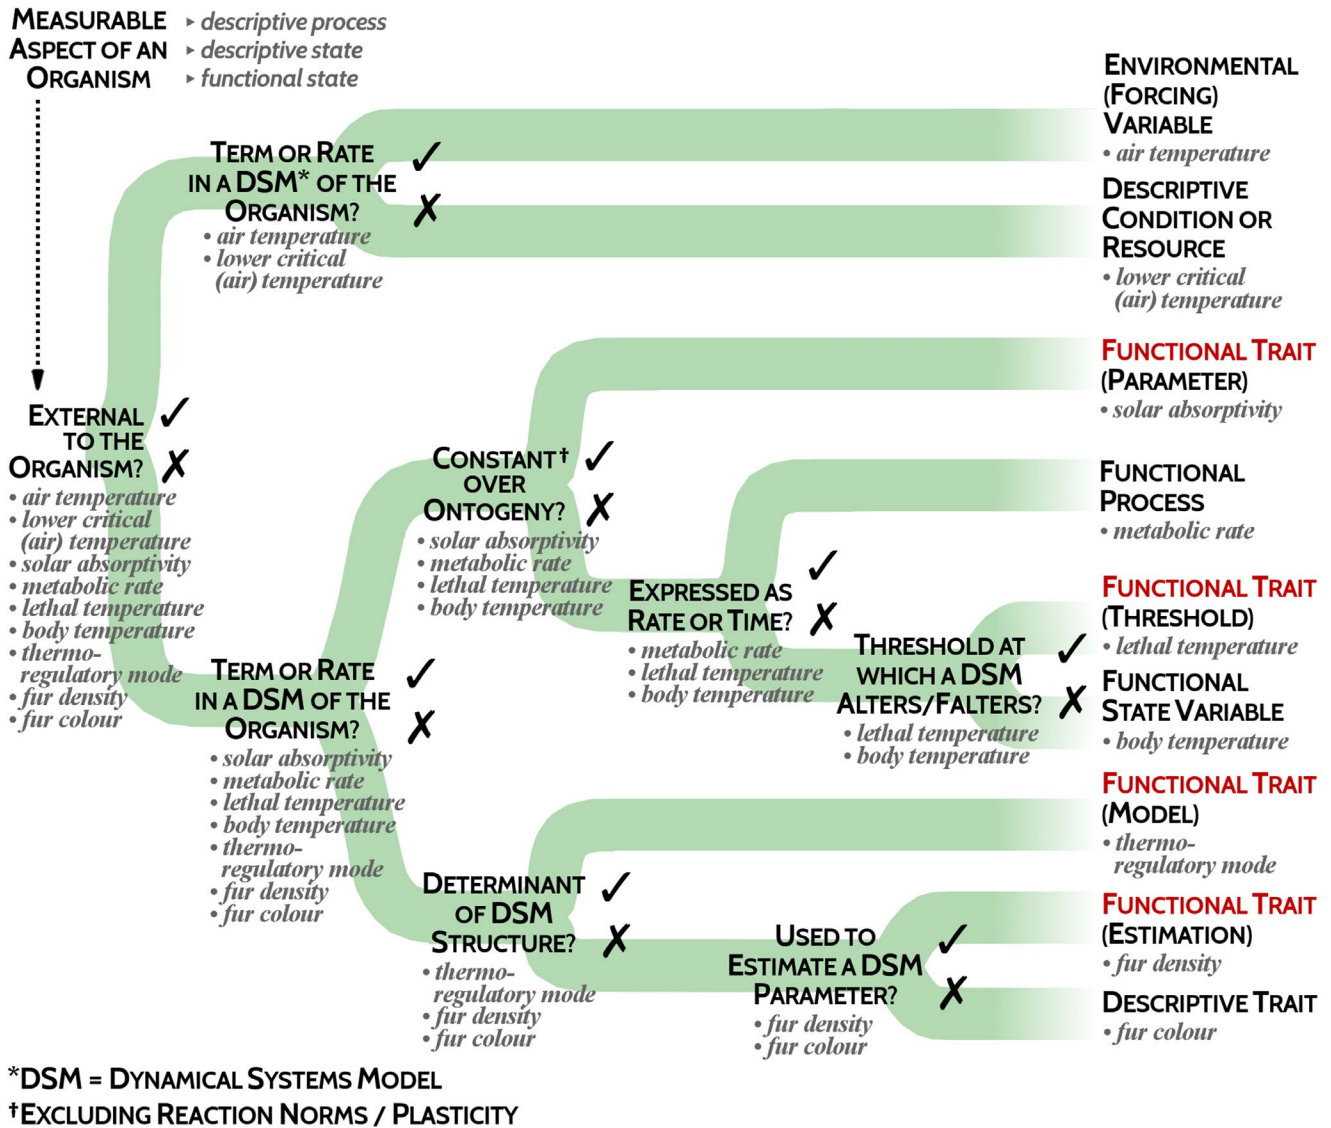 MEASURABLE
ASPECT OF AN
ORGANISM
▸ descriptive process
▸ descriptive state
▸ functional state
TERM OR RATE
IN A DSM* OF THE
ORGANISM?
• air temperature
• lower critical
(air) temperature
✓
✗
ENVIRONMENTAL
(FORCING)
VARIABLE
• air temperature
DESCRIPTIVE
CONDITION OR
RESOURCE
• lower critical
(air) temperature
EXTERNAL
TO THE
ORGANISM?
✓
✗
• air temperature
• lower critical
(air) temperature
• solar absorptivity
• metabolic rate
• lethal temperature
• body temperature
• thermo-
regulatory mode
• fur density
• fur colour
TERM OR RATE
IN A DSM OF THE
ORGANISM?
✓
✗
• solar absorptivity
• metabolic rate
• lethal temperature
• body temperature
• thermo-
regulatory mode
• fur density
• fur colour
CONSTANT†
OVER
ONTOGENY?
✓
✗
• solar absorptivity
• metabolic rate
• lethal temperature
• body temperature
FUNCTIONAL TRAIT
(PARAMETER)
• solar absorptivity
EXPRESSED AS
RATE OR TIME?
✓
✗
• metabolic rate
• lethal temperature
• body temperature
FUNCTIONAL
PROCESS
• metabolic rate
THRESHOLD AT
WHICH A DSM
ALTERS/FALTERS?
✓
✗
• lethal temperature
• body temperature
FUNCTIONAL TRAIT
(THRESHOLD)
• lethal temperature
FUNCTIONAL
STATE VARIABLE
• body temperature
DETERMINANT
OF DSM
STRUCTURE?
✓
✗
• thermo-
regulatory mode
• fur density
• fur colour
FUNCTIONAL TRAIT
(MODEL)
• thermo-
regulatory mode
USED TO
ESTIMATE A DSM
PARAMETER?
✓
✗
• fur density
• fur colour
FUNCTIONAL TRAIT
(ESTIMATION)
• fur density
DESCRIPTIVE TRAIT
• fur colour
*DSM = DYNAMICAL SYSTEMS MODEL
†EXCLUDING REACTION NORMS / PLASTICITY